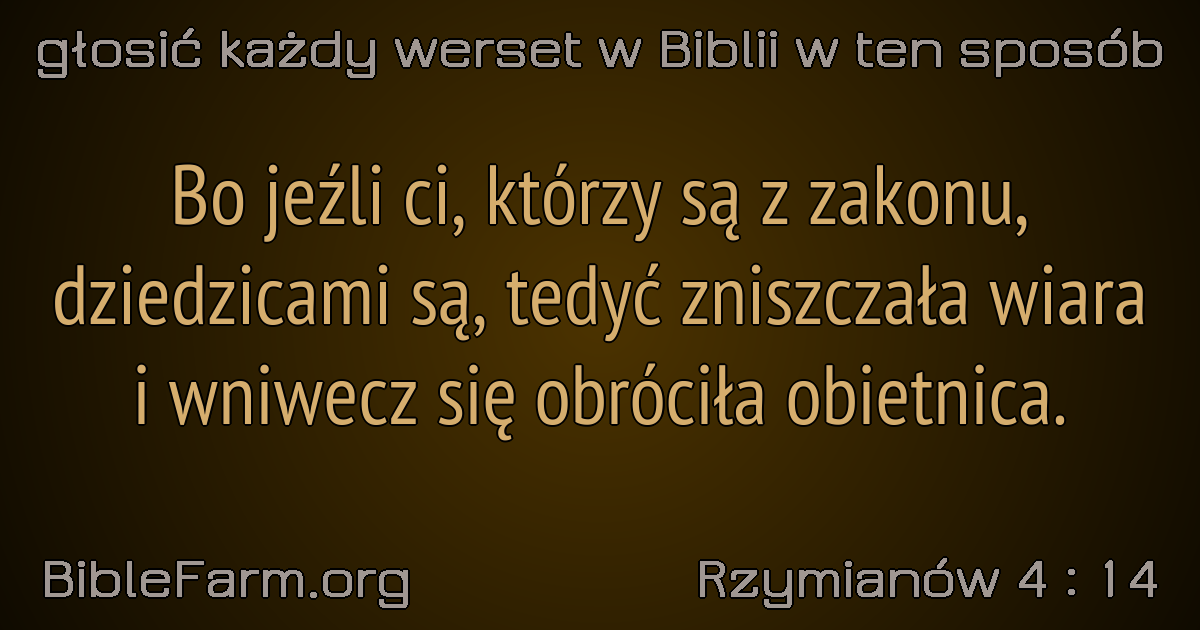 głosić każdy werset w Biblii w ten sposób
Bo jeźli ci, którzy są z zakonu,
dziedzicami są, tedyć zniszczała wiara
i wniwecz się obróciła obietnica.
BibleFarm.org
Rzymianów 4 : 14